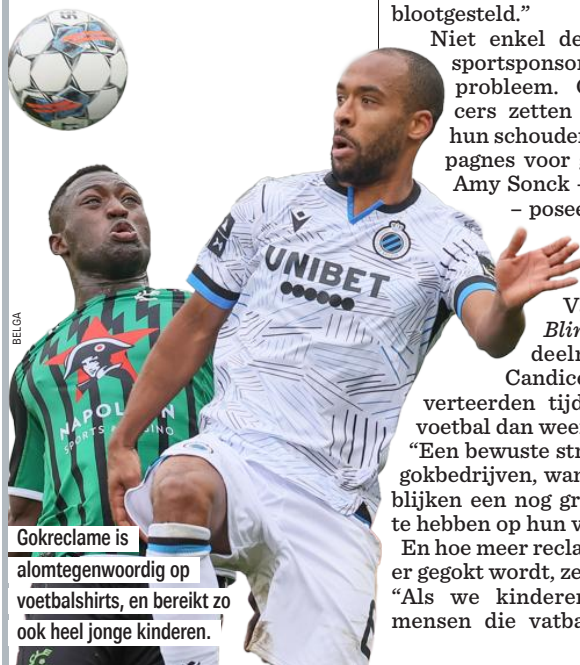 blootgesteld.”
Niet enkel de
sportsponsor
probleem.
cers zetten
hun schouder
pagnes voor
Amy Sonck -
– posee
V
Blin
deeln
Candice
verteerden tijd
voetbal dan weer
“Een bewuste str
gokbedrijven, wan
blijken een nog gr
te hebben op hun v
En hoe meer recla
er gegokt wordt, ze
“Als we kinderen
mensen die vatba
UNIBET
NAPOLEON
SPORTS & CASINO
BELGA
Gokreclame is
alomtegenwoordig op
voetbalshirts, en bereikt zo
ook heel jonge kinderen.